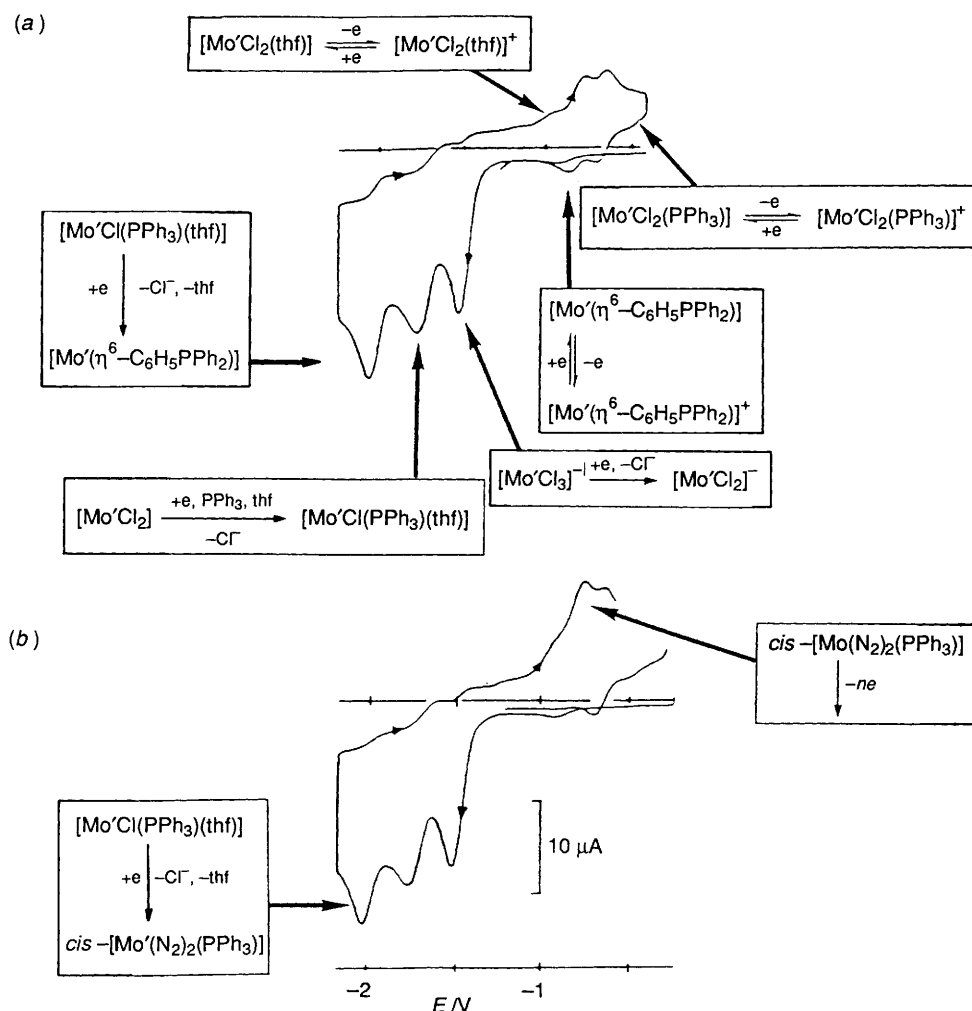 (a)
[Mo'Cl₂(thf)] –e +e [Mo'Cl₂(thf)]⁺
[Mo'Cl(PPh₃)(thf)]
+e –Cl⁻, –thf
[Mo'(η⁶–C₆H₅PPh₂)]
[Mo'Cl₂(PPh₃)] –e +e [Mo'Cl₂(PPh₃)]⁺
[Mo'(η⁶–C₆H₅PPh₂)]
+e –e
[Mo'(η⁶–C₆H₅PPh₂)]⁺
[Mo'Cl₃]⁻| +e, –Cl⁻ [Mo'Cl₂]⁻
[Mo'Cl₂] +e, PPh₃, thf –Cl⁻ [Mo'Cl(PPh₃)(thf)]
(b)
cis–[Mo(N₂)₂(PPh₃)]
–ne
[Mo'Cl(PPh₃)(thf)]
+e –Cl⁻, –thf
cis–[Mo'(N₂)₂(PPh₃)]
10 μA
–2 –1
E/V